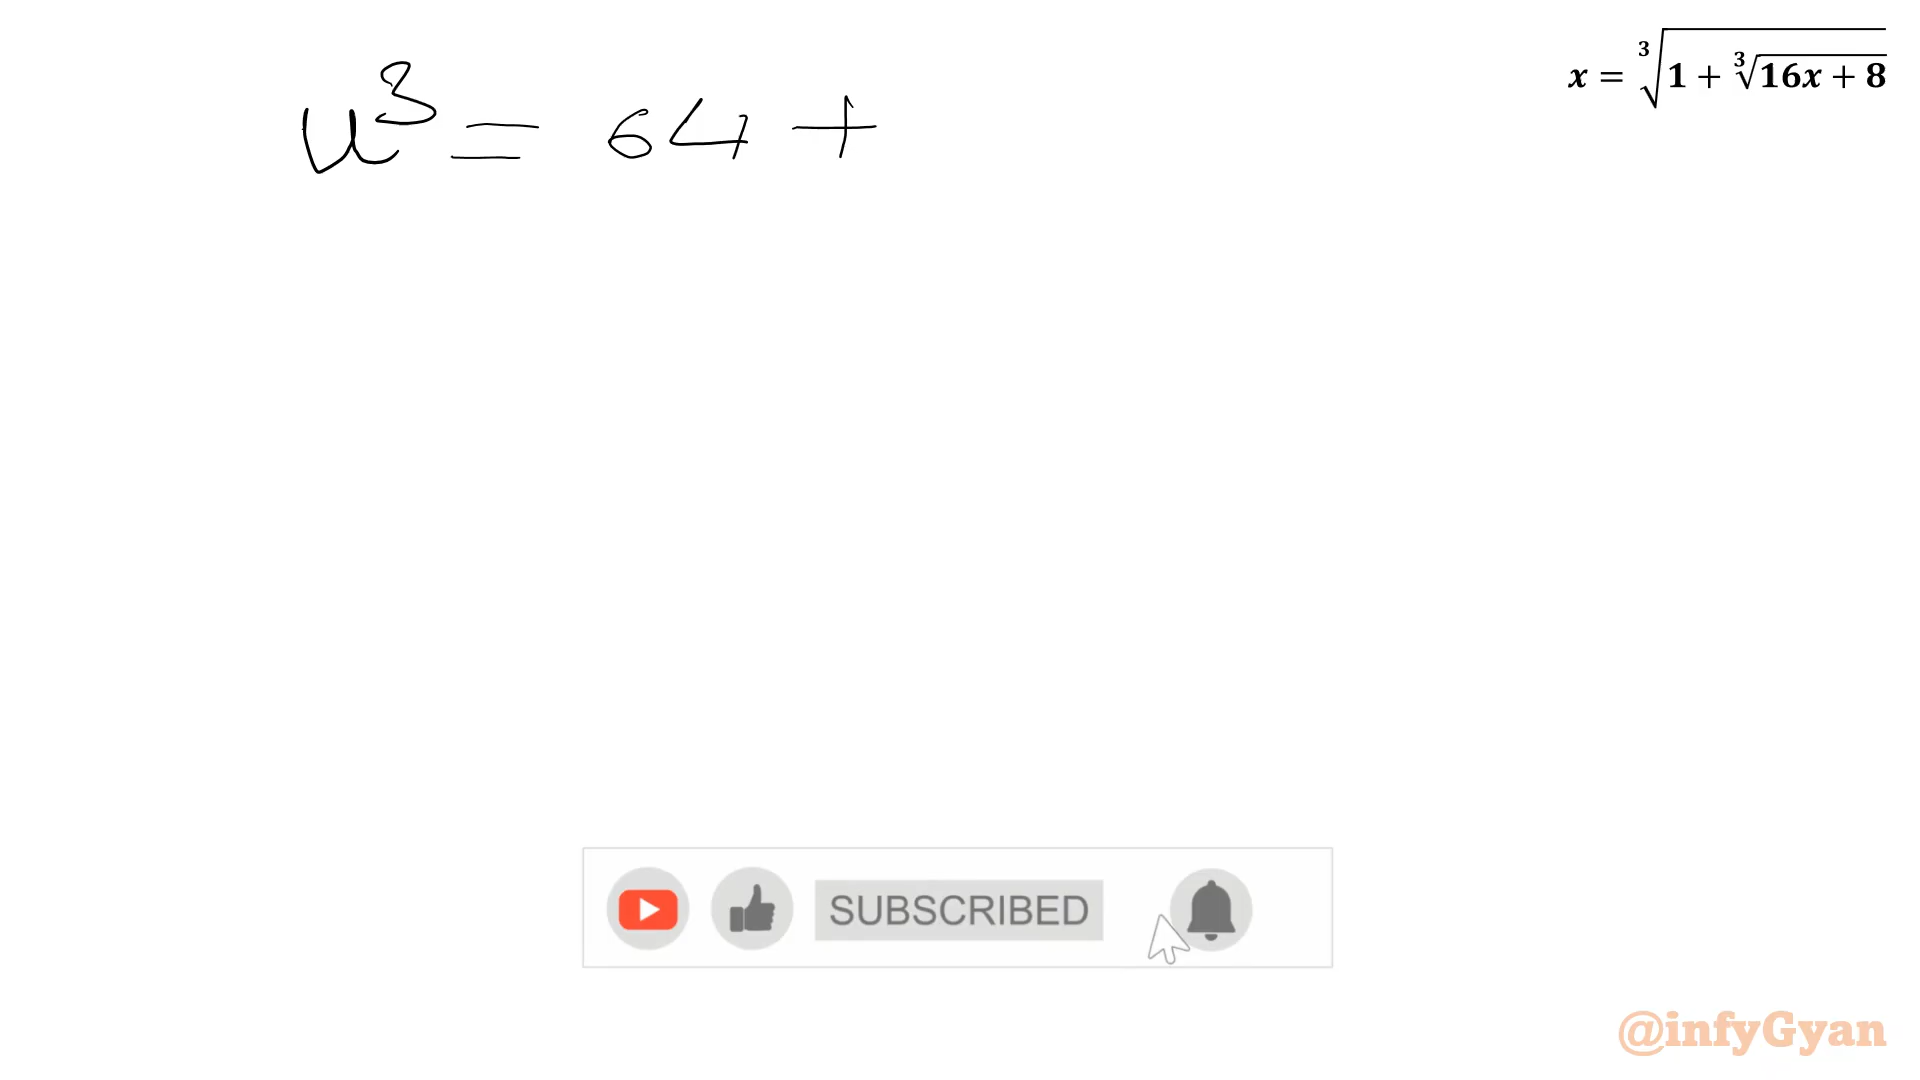 u³ = 64 +
x = ∛(1 + ∛(16x + 8))
SUBSCRIBED
@infyGyan